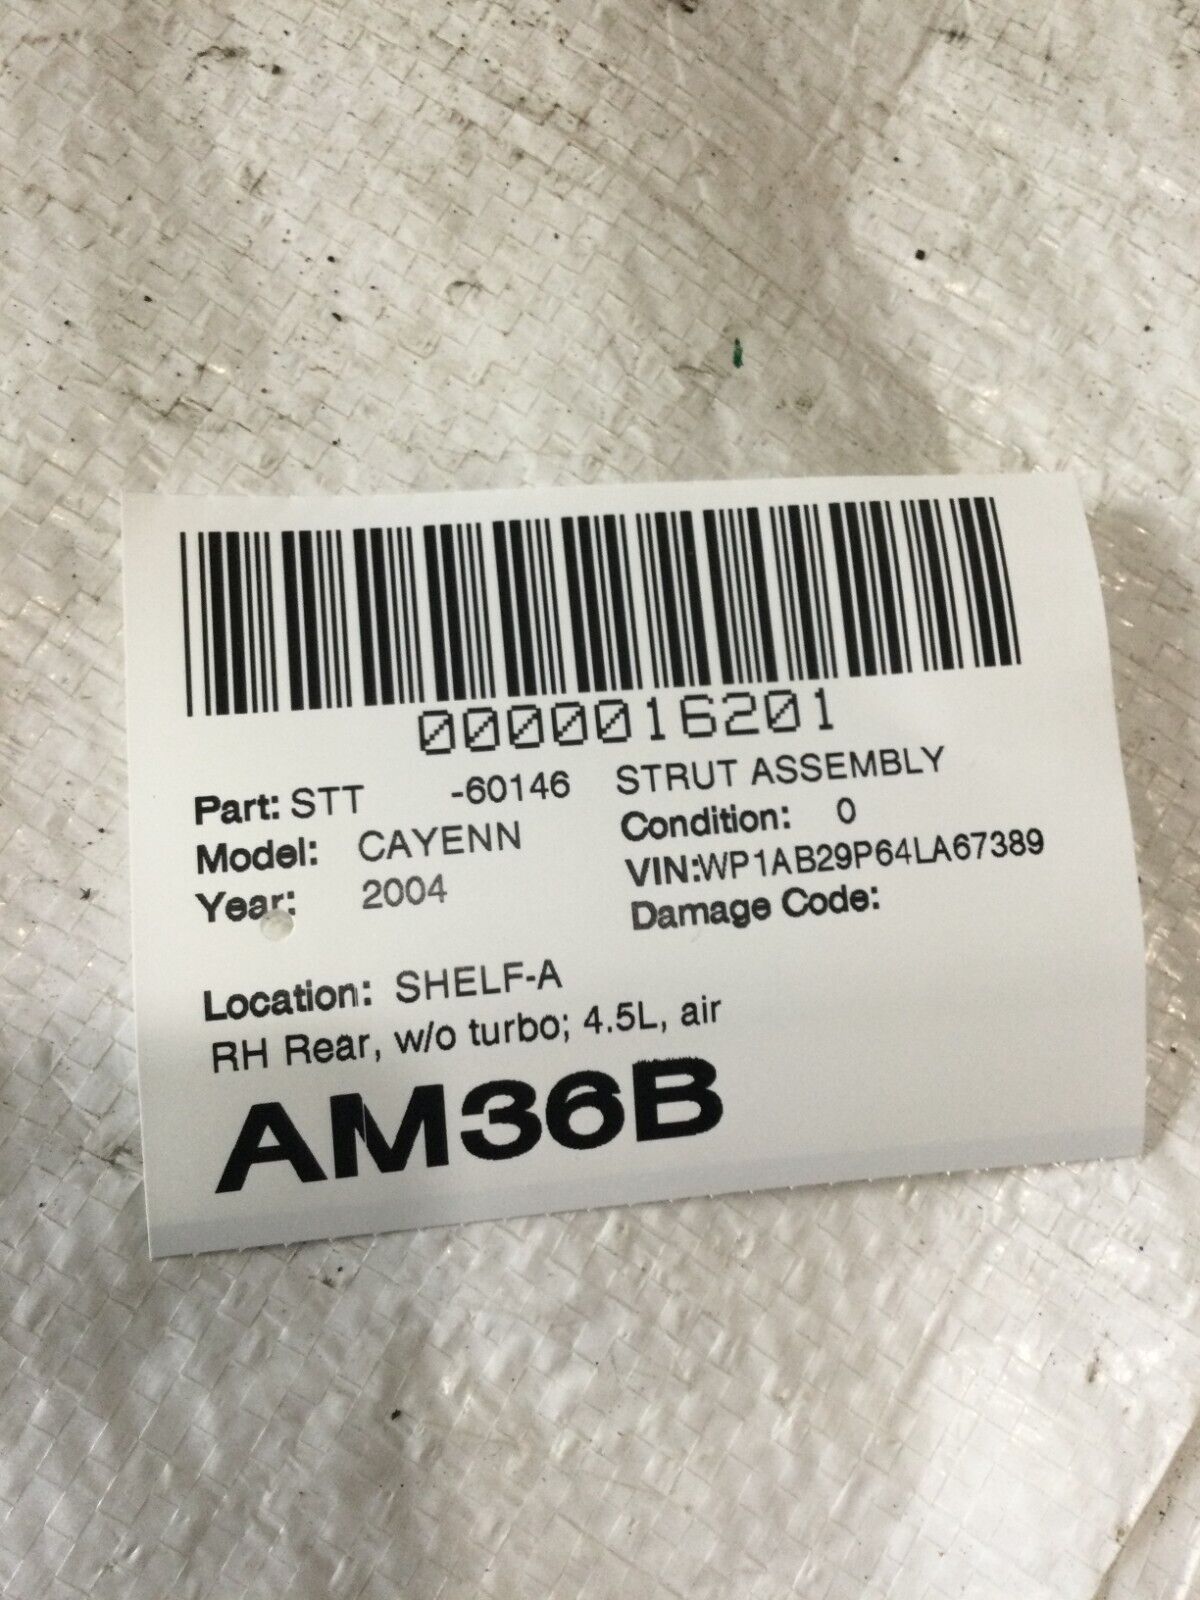 0000016201
Part: STT -60146 STRUT ASSEMBLY
Model: CAYENN Condition: 0
Year: 2004 VIN:WP1AB29P64LA67389
Damage Code:
Location: SHELF-A
RH Rear, w/o turbo; 4.5L, air
AM36B